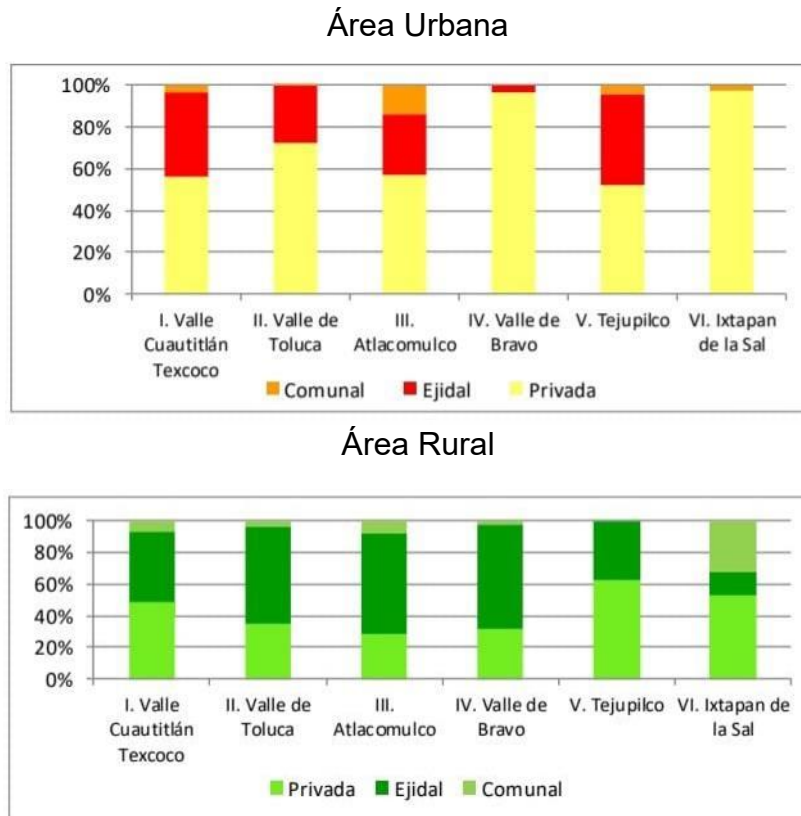 Área Urbana
100%
80%
60%
40%
20%
0%
I. Valle Cuautitlán Texcoco
II. Valle de Toluca
III. Atlacomulco
IV. Valle de Bravo
V. Tejupilco
VI. Ixtapan de la Sal
Comunal Ejidal Privada
Área Rural
100%
80%
60%
40%
20%
0%
I. Valle Cuautitlán Texcoco
II. Valle de Toluca
III. Atlacomulco
IV. Valle de Bravo
V. Tejupilco
VI. Ixtapan de la Sal
Privada Ejidal Comunal